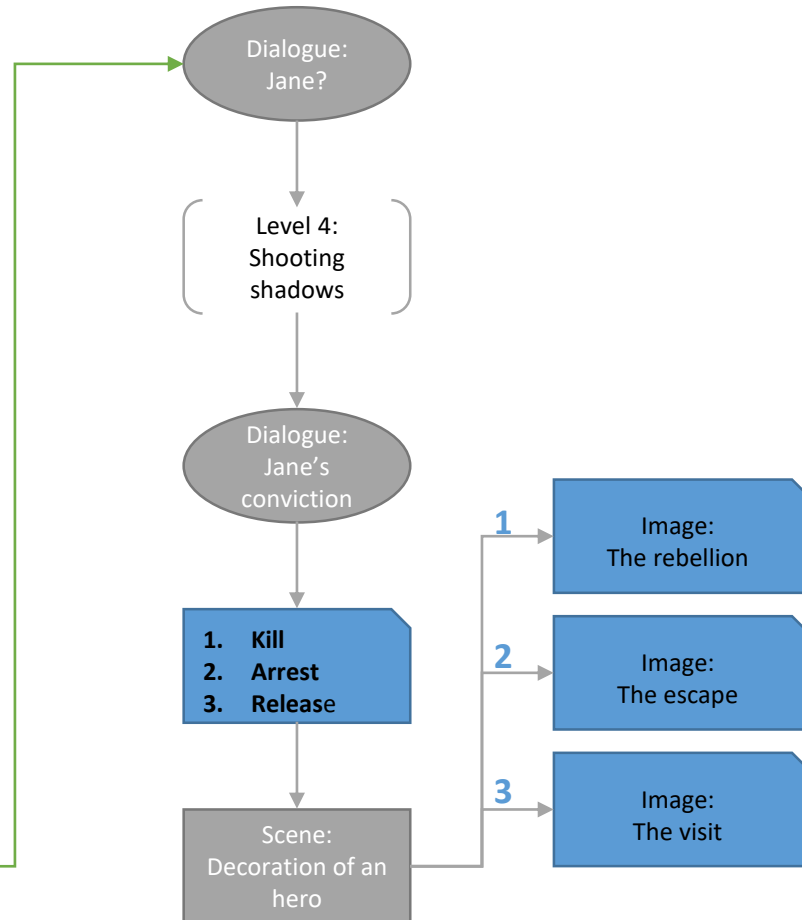 Dialogue:
Jane?
Level 4:
Shooting
shadows
Dialogue:
Jane’s
conviction
1. Kill
2. Arrest
3. Release
Scene:
Decoration of an
hero
1
Image:
The rebellion
2
Image:
The escape
3
Image:
The visit